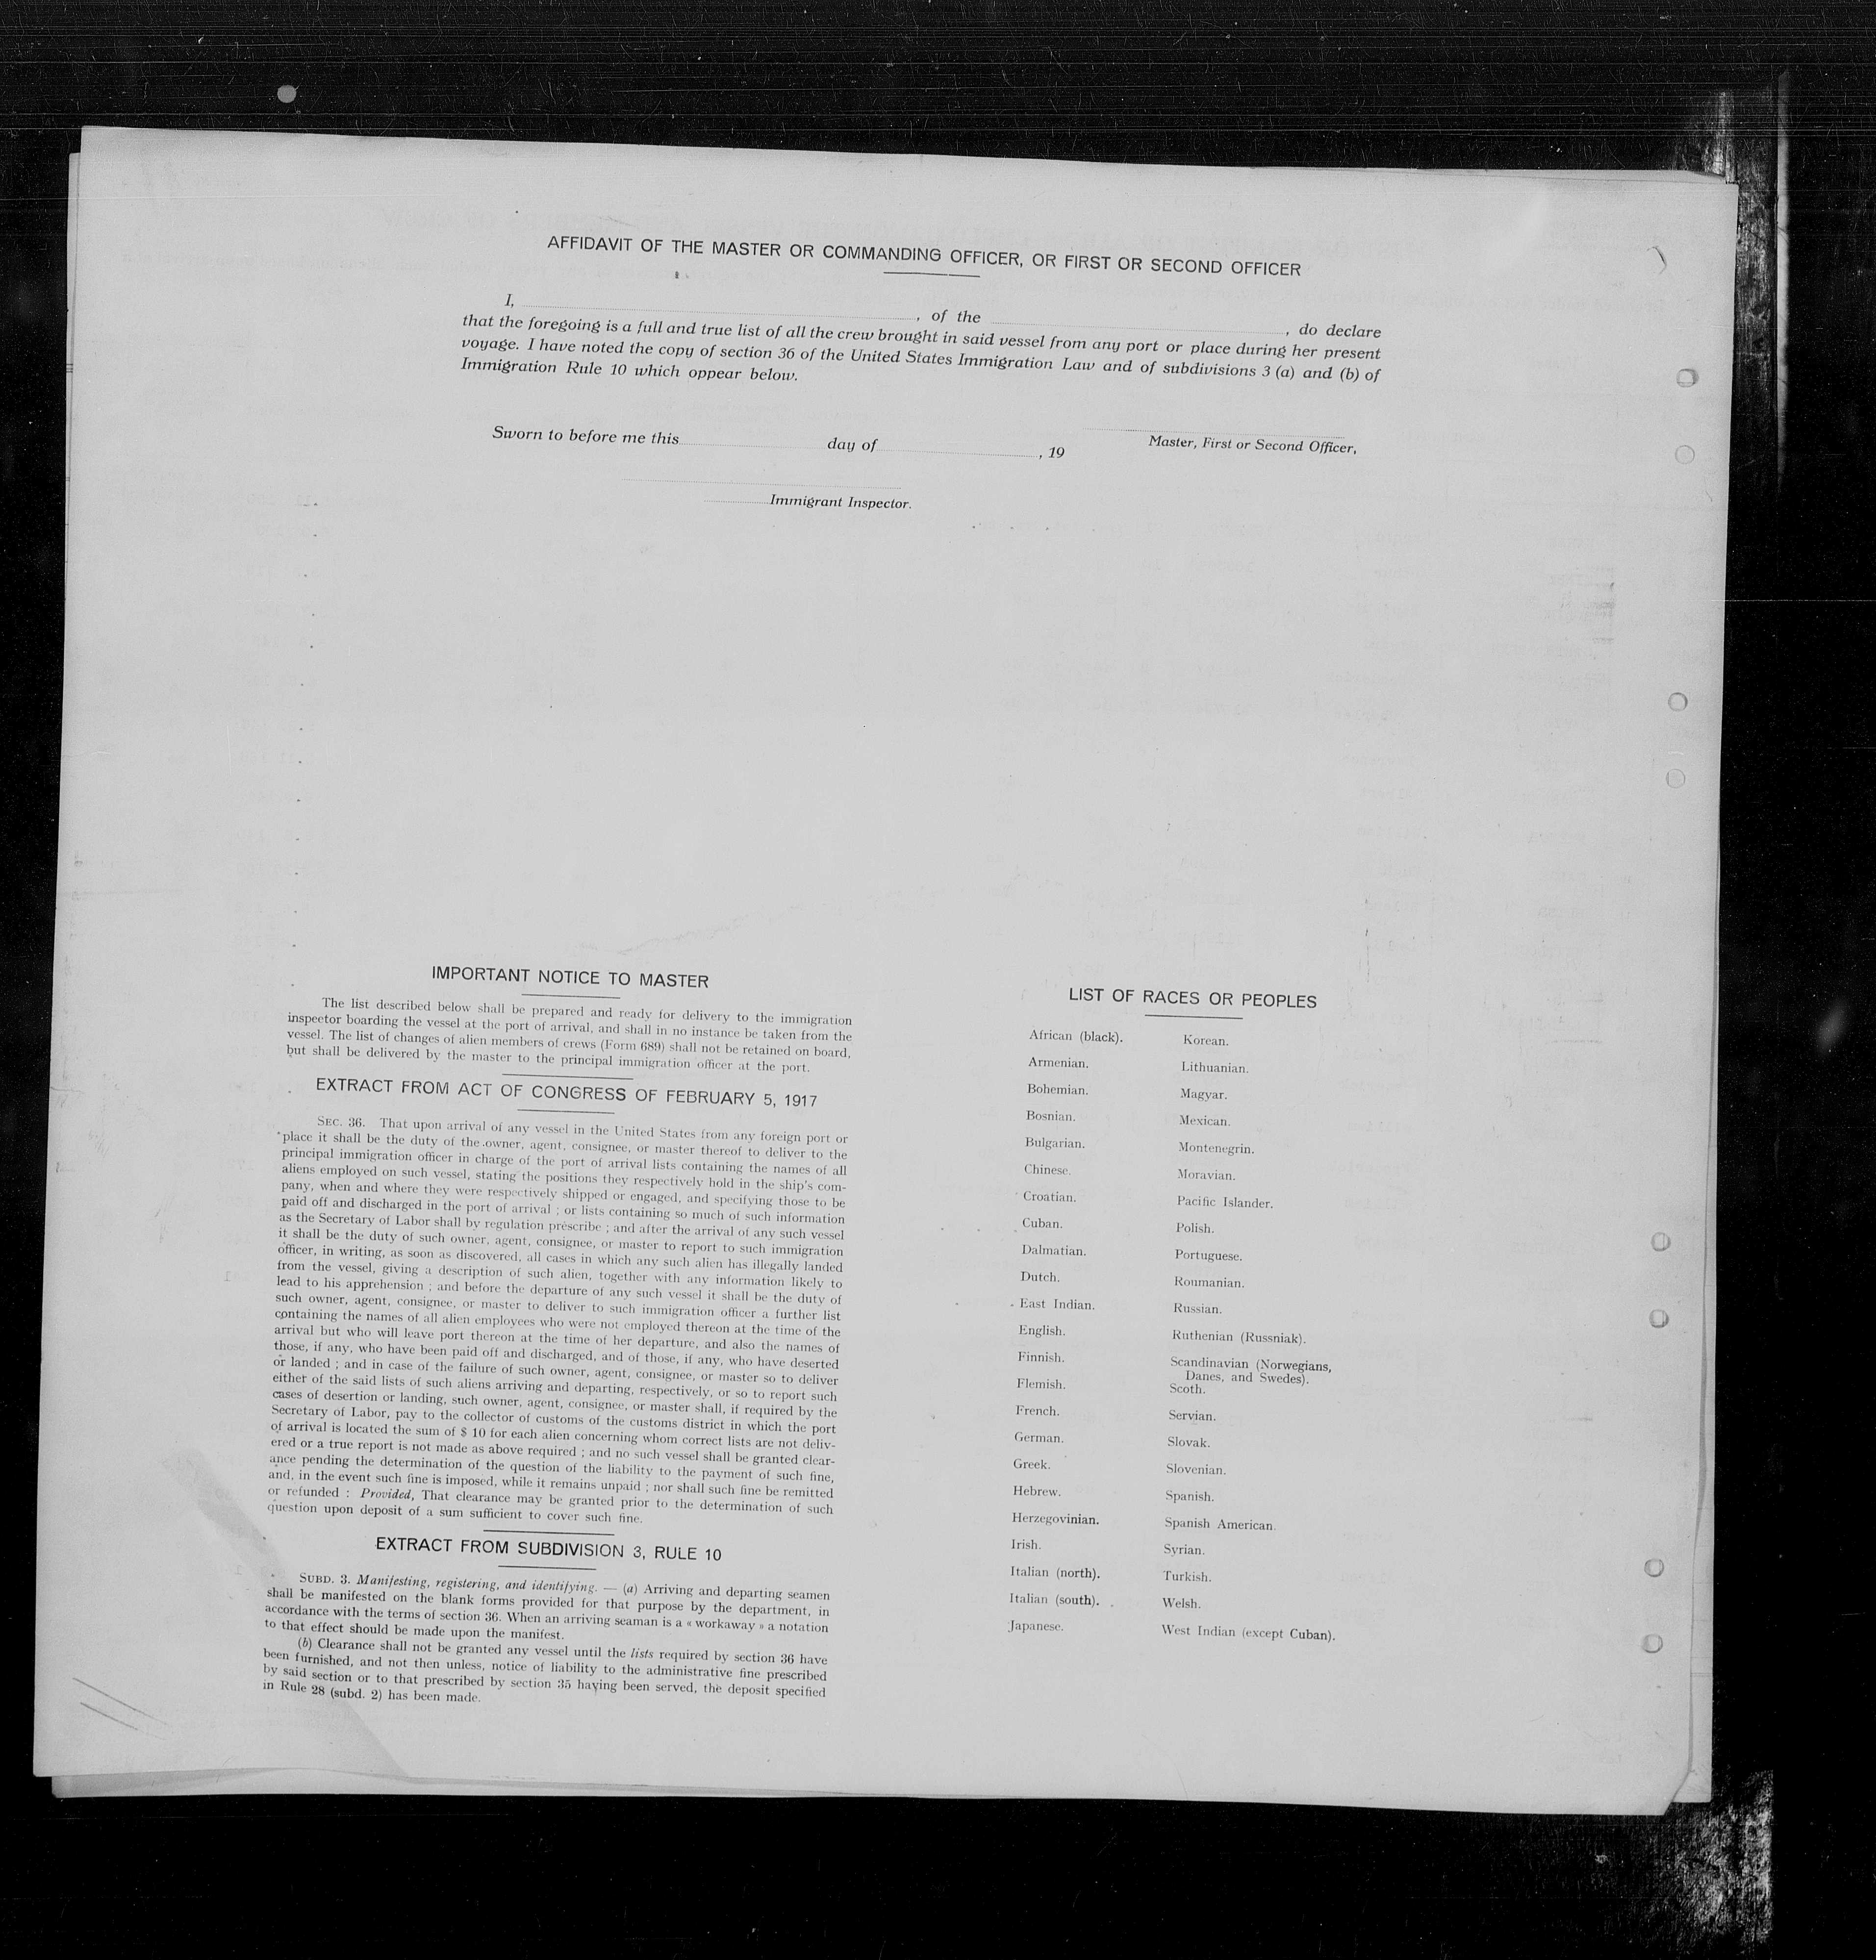 AFFIDAVIT OF THE MASTER OR COMMANDING OFFICER, OR FIRST OR SECOND OFFICER
I, , of the , do declare
that the foregoing is a full and true list of all the crew brought in said vessel from any port or place during her present
voyage. I have noted the copy of section 36 of the United States Immigration Law and of subdivisions 3 (a) and (b) of
Immigration Rule 10 which oppear below.
Sworn to before me this day of , 19
Master, First or Second Officer,
Immigrant Inspector.
IMPORTANT NOTICE TO MASTER
The list described below shall be prepared and ready for delivery to the immigration
inspector boarding the vessel at the port of arrival, and shall in no instance be taken from the
vessel. The list of changes of alien members of crews (Form 689) shall not be retained on board,
but shall be delivered by the master to the principal immigration officer at the port.
EXTRACT FROM ACT OF CONGRESS OF FEBRUARY 5, 1917
SEC. 36. That upon arrival of any vessel in the United States from any foreign port or
place it shall be the duty of the owner, agent, consignee, or master thereof to deliver to the
principal immigration officer in charge of the port of arrival lists containing the names of all
aliens employed on such vessel, stating the positions they respectively hold in the ship's com-
pany, when and where they were respectively shipped or engaged, and specifying those to be
paid off and discharged in the port of arrival ; or lists containing so much of such information
as the Secretary of Labor shall by regulation prescribe ; and after the arrival of any such vessel
it shall be the duty of such owner, agent, consignee, or master to report to such immigration
officer, in writing, as soon as discovered, all cases in which any such alien has illegally landed
from the vessel, giving a description of such alien, together with any information likely to
lead to his apprehension ; and before the departure of any such vessel it shall be the duty of
such owner, agent, consignee, or master to deliver to such immigration officer a further list
containing the names of all alien employees who were not employed thereon at the time of the
arrival but who will leave port thereon at the time of her departure, and also the names of
those, if any, who have been paid off and discharged, and of those, if any, who have deserted
or landed ; and in case of the failure of such owner, agent, consignee, or master so to deliver
either of the said lists of such aliens arriving and departing, respectively, or so to report such
cases of desertion or landing, such owner, agent, consignee, or master shall, if required by the
Secretary of Labor, pay to the collector of customs of the customs district in which the port
of arrival is located the sum of $ 10 for each alien concerning whom correct lists are not deliv-
ered or a true report is not made as above required ; and no such vessel shall be granted clear-
ance pending the determination of the question of the liability to the payment of such fine,
and, in the event such fine is imposed, while it remains unpaid ; nor shall such fine be remitted
or refunded : Provided, That clearance may be granted prior to the determination of such
question upon deposit of a sum sufficient to cover such fine.
EXTRACT FROM SUBDIVISION 3, RULE 10
SUBD. 3. Manifesting, registering, and identifying. — (a) Arriving and departing seamen
shall be manifested on the blank forms provided for that purpose by the department, in
accordance with the terms of section 36. When an arriving seaman is a « workaway » a notation
to that effect should be made upon the manifest.
(b) Clearance shall not be granted any vessel until the lists required by section 36 have
been furnished, and not then unless, notice of liability to the administrative fine prescribed
by said section or to that prescribed by section 35 having been served, the deposit specified
in Rule 28 (subd. 2) has been made.
LIST OF RACES OR PEOPLES
African (black).
Armenian.
Bohemian.
Bosnian.
Bulgarian.
Chinese.
Croatian.
Cuban.
Dalmatian.
Dutch.
East Indian.
English.
Finnish.
Flemish.
French.
German.
Greek.
Hebrew.
Herzegovinian.
Irish.
Italian (north).
Italian (south).
Japanese.
Korean.
Lithuanian.
Magyar.
Mexican.
Montenegrin.
Moravian.
Pacific Islander.
Polish.
Portuguese.
Roumanian.
Russian.
Ruthenian (Russniak).
Scandinavian (Norwegians,
Danes, and Swedes).
Scoth.
Servian.
Slovak.
Slovenian.
Spanish.
Spanish American.
Syrian.
Turkish.
Welsh.
West Indian (except Cuban).